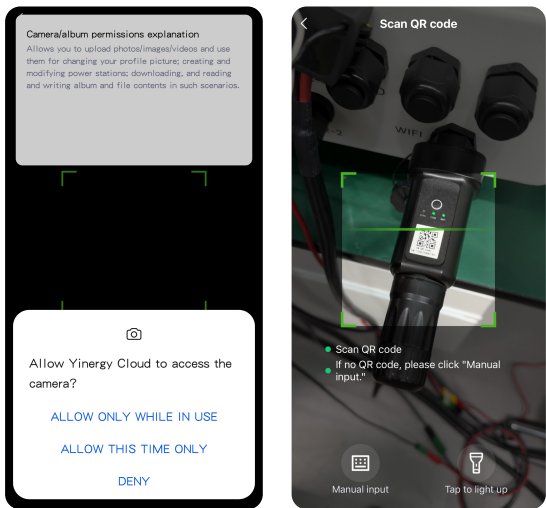 Camera/album permissions explanation
Allows you to upload photos/images/videos and use
them for changing your profile picture; creating and
modifying power stations; downloading, and reading
and writing album and file contents in such scenarios.
Allow Yinergy Cloud to access the
camera?
ALLOW ONLY WHILE IN USE
ALLOW THIS TIME ONLY
DENY
Scan QR code
WIFI
Scan QR code
If no QR code, please click "Manual
input."
Manual input
Tap to light up